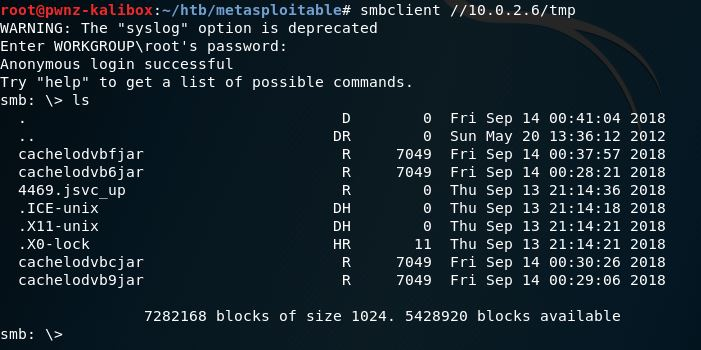 root@pwnz-kalibox:~/htb/metasploitable# smbclient //10.0.2.6/tmp
WARNING: The "syslog" option is deprecated
Enter WORKGROUP\root's password:
Anonymous login successful
Try "help" to get a list of possible commands.
smb: \> ls
  .                                   D        0  Fri Sep 14 00:41:04 2018
  ..                                 DR        0  Sun May 20 13:36:12 2012
  cachelodvbfjar                      R     7049  Fri Sep 14 00:37:57 2018
  cachelodvb6jar                      R     7049  Fri Sep 14 00:28:21 2018
  4469.jsvc_up                        R        0  Thu Sep 13 21:14:36 2018
  .ICE-unix                          DH        0  Thu Sep 13 21:14:18 2018
  .X11-unix                          DH        0  Thu Sep 13 21:14:21 2018
  .X0-lock                           HR       11  Thu Sep 13 21:14:21 2018
  cachelodvbcjar                      R     7049  Fri Sep 14 00:30:26 2018
  cachelodvb9jar                      R     7049  Fri Sep 14 00:29:06 2018
                7282168 blocks of size 1024. 5428920 blocks available
smb: \>